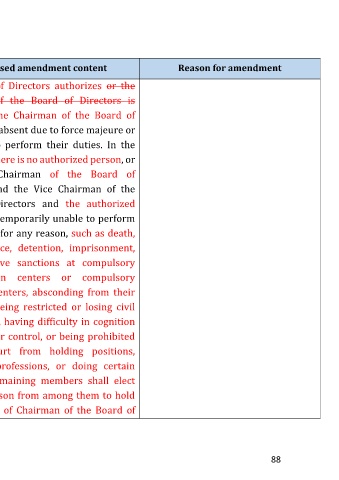 sed amendment content Reason for amendment
of Directors authorizes or the
of the Board of Directors is
he Chairman of the Board of
absent due to force majeure or
perform their duties. In the
ere is no authorized person, or
Chairman of the Board of
nd the Vice Chairman of the
irectors and the authorized
emporarily unable to perform
for any reason, such as death,
ce, detention, imprisonment,
ve sanctions at compulsory
n centers or compulsory
enters, absconding from their
eing restricted or losing civil
having difficulty in cognition
r control, or being prohibited
urt from holding positions,
rofessions, or doing certain
maining members shall elect
son from among them to hold
of Chairman of the Board of
88